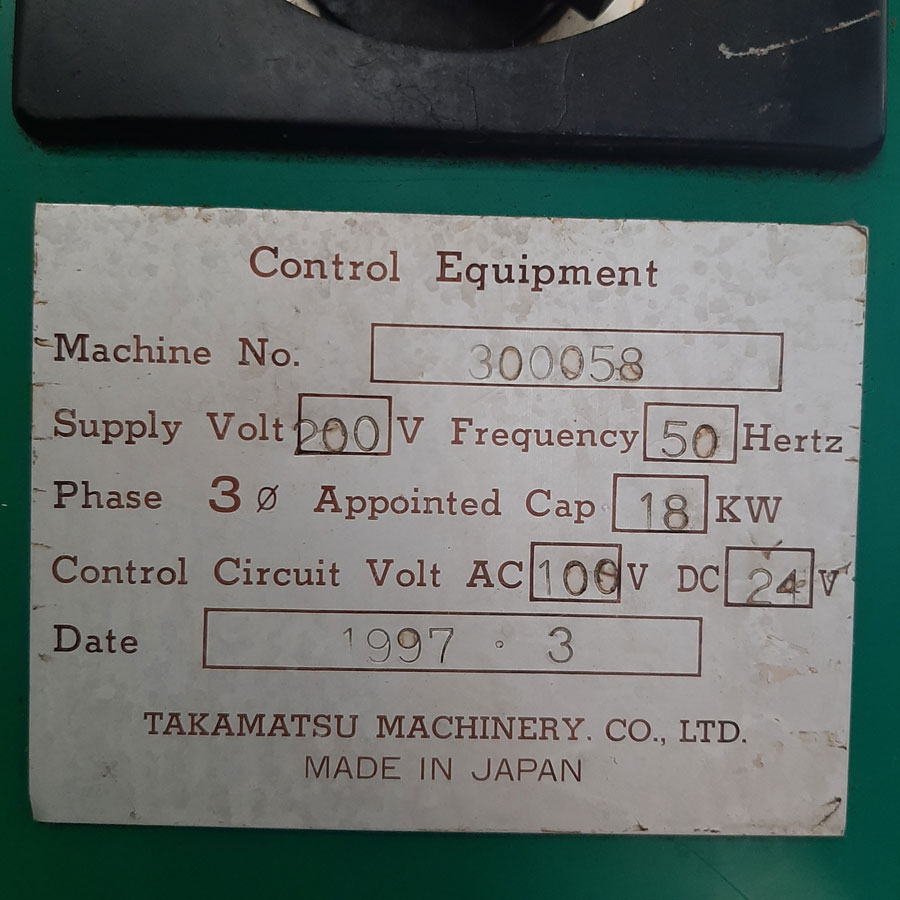 Control Equipment
Machine No. 300058
Supply Volt 200 V Frequency 50 Hertz
Phase 3 ø Appointed Cap 18 KW
Control Circuit Volt AC 100 V DC 24 V
Date 1997 · 3
TAKAMATSU MACHINERY. CO., LTD.
MADE IN JAPAN